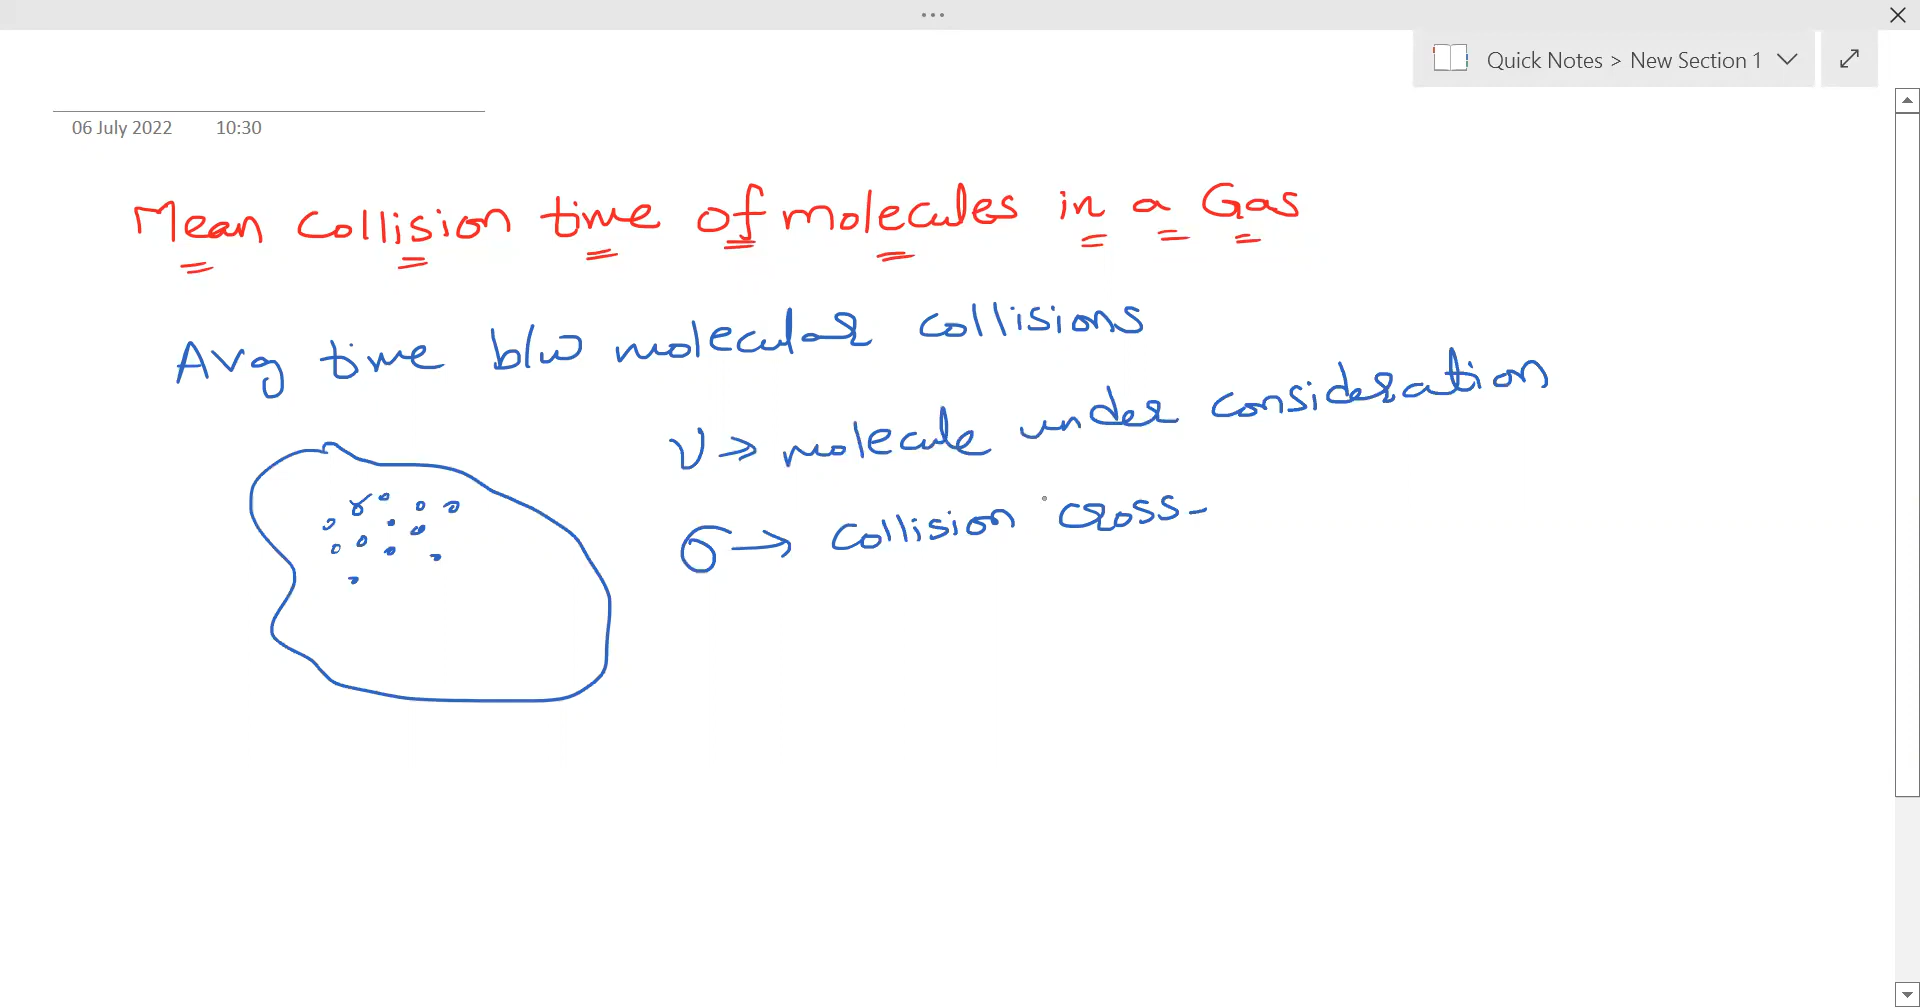 ...
Quick Notes > New Section 1
06 July 2022 10:30
Mean collision time of molecules in a Gas
Avg time b/w molecular collisions
ν → molecule under consideration
σ → collision cross-